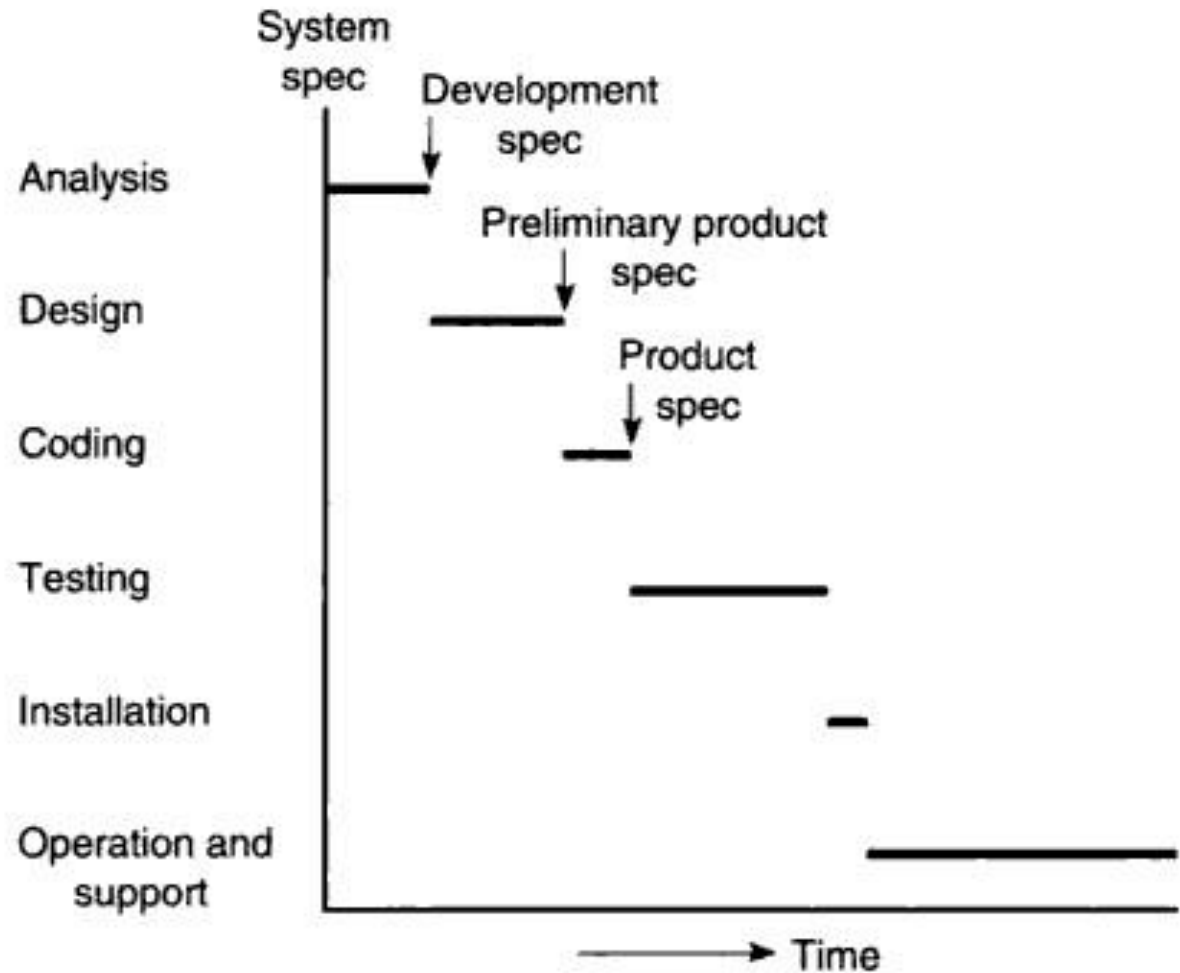 System
spec
Development
spec
Analysis
Preliminary product
spec
Design
Product
spec
Coding
Testing
Installation
Operation and
support
Time